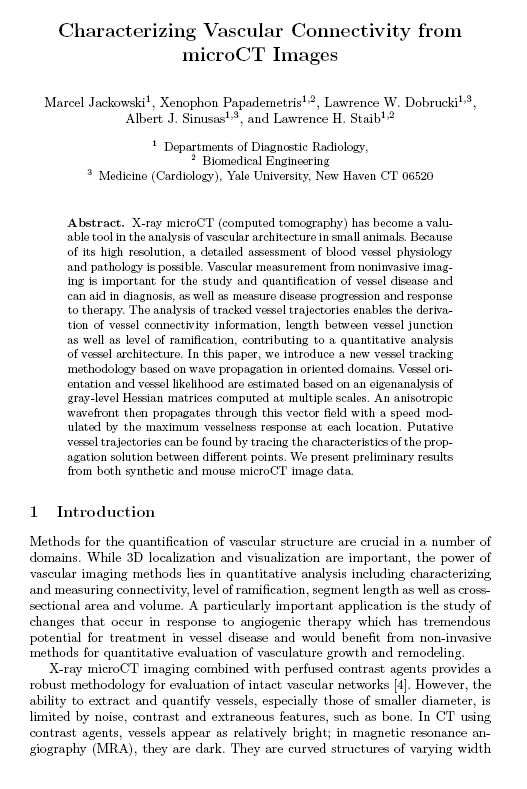 Characterizing Vascular Connectivity from
microCT Images
Marcel Jackowski1, Xenophon Papademetris1,2, Lawrence W. Dobrucki1,3,
Albert J. Sinusas1,3, and Lawrence H. Staib1,2
1 Departments of Diagnostic Radiology,
2 Biomedical Engineering
3 Medicine (Cardiology), Yale University, New Haven CT 06520
Abstract. X-ray microCT (computed tomography) has become a valu-
able tool in the analysis of vascular architecture in small animals. Because
of its high resolution, a detailed assessment of blood vessel physiology
and pathology is possible. Vascular measurement from noninvasive imag-
ing is important for the study and quantification of vessel disease and
can aid in diagnosis, as well as measure disease progression and response
to therapy. The analysis of tracked vessel trajectories enables the deriva-
tion of vessel connectivity information, length between vessel junction
as well as level of ramification, contributing to a quantitative analysis
of vessel architecture. In this paper, we introduce a new vessel tracking
methodology based on wave propagation in oriented domains. Vessel ori-
entation and vessel likelihood are estimated based on an eigenanalysis of
gray-level Hessian matrices computed at multiple scales. An anisotropic
wavefront then propagates through this vector field with a speed mod-
ulated by the maximum vesselness response at each location. Putative
vessel trajectories can be found by tracing the characteristics of the prop-
agation solution between different points. We present preliminary results
from both synthetic and mouse microCT image data.
1 Introduction
Methods for the quantification of vascular structure are crucial in a number of
domains. While 3D localization and visualization are important, the power of
vascular imaging methods lies in quantitative analysis including characterizing
and measuring connectivity, level of ramification, segment length as well as cross-
sectional area and volume. A particularly important application is the study of
changes that occur in response to angiogenic therapy which has tremendous
potential for treatment in vessel disease and would benefit from non-invasive
methods for quantitative evaluation of vasculature growth and remodeling.
X-ray microCT imaging combined with perfused contrast agents provides a
robust methodology for evaluation of intact vascular networks [4]. However, the
ability to extract and quantify vessels, especially those of smaller diameter, is
limited by noise, contrast and extraneous features, such as bone. In CT using
contrast agents, vessels appear as relatively bright; in magnetic resonance an-
giography (MRA), they are dark. They are curved structures of varying width